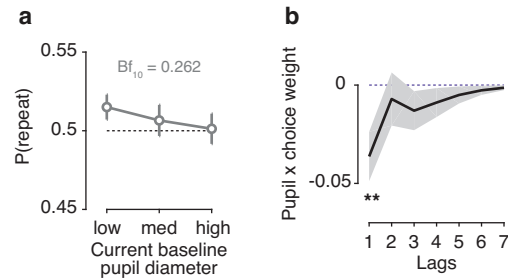 a
0.55
Bf10 = 0.262
P(repeat)
0.5
0.45
low med high
Current baseline
pupil diameter
b
0
Pupil x choice weight
-0.05
**
1 2 3 4 5 6 7
Lags